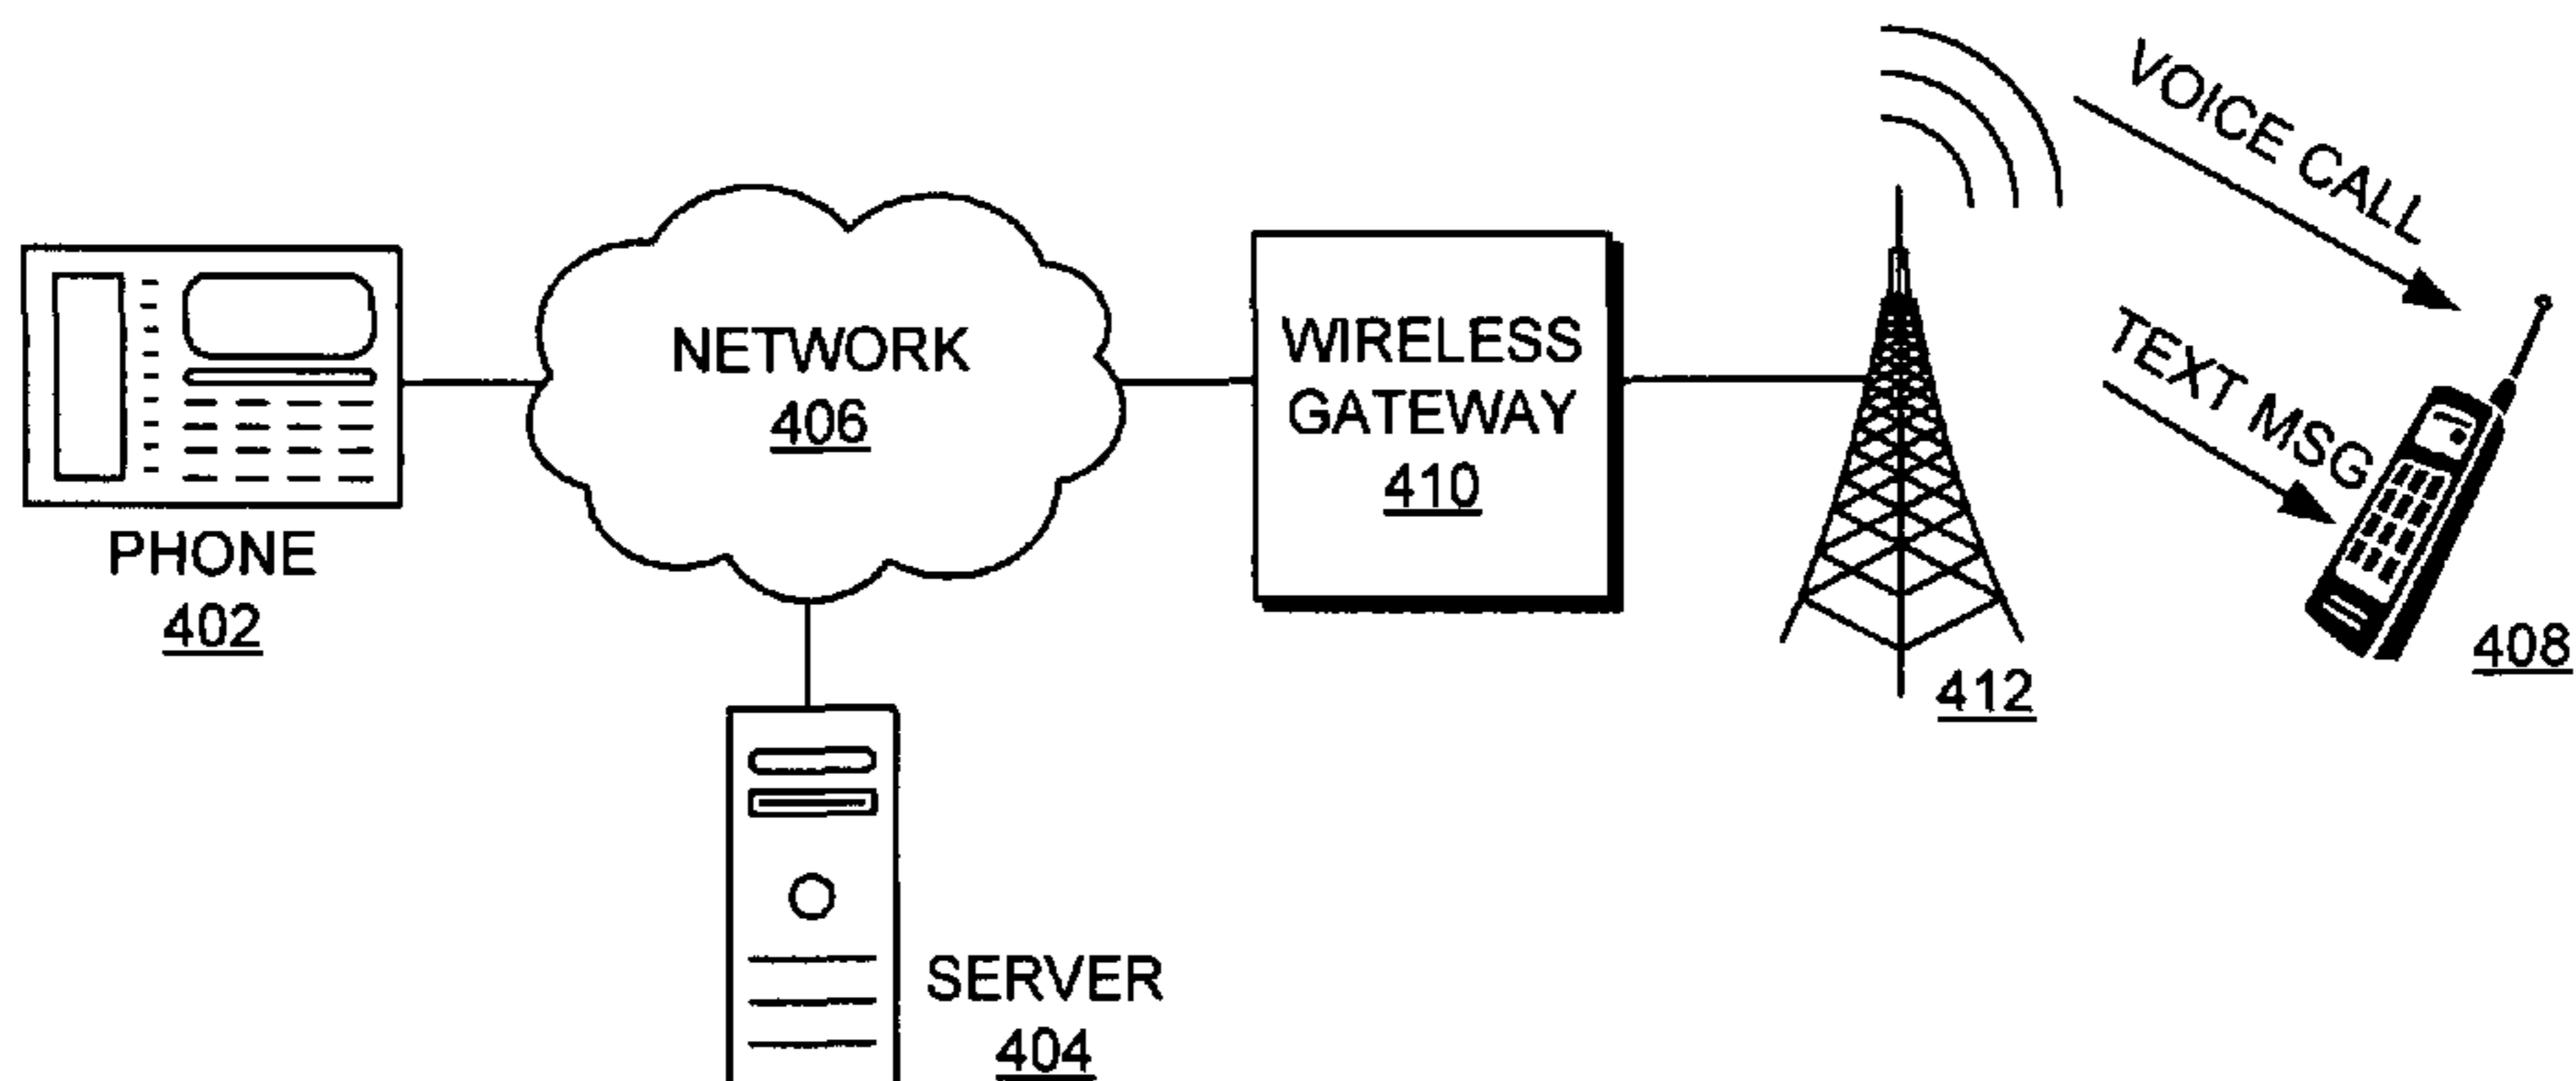 PHONE
402
NETWORK
406
SERVER
404
WIRELESS
GATEWAY
410
412
VOICE CALL
TEXT MSG
408